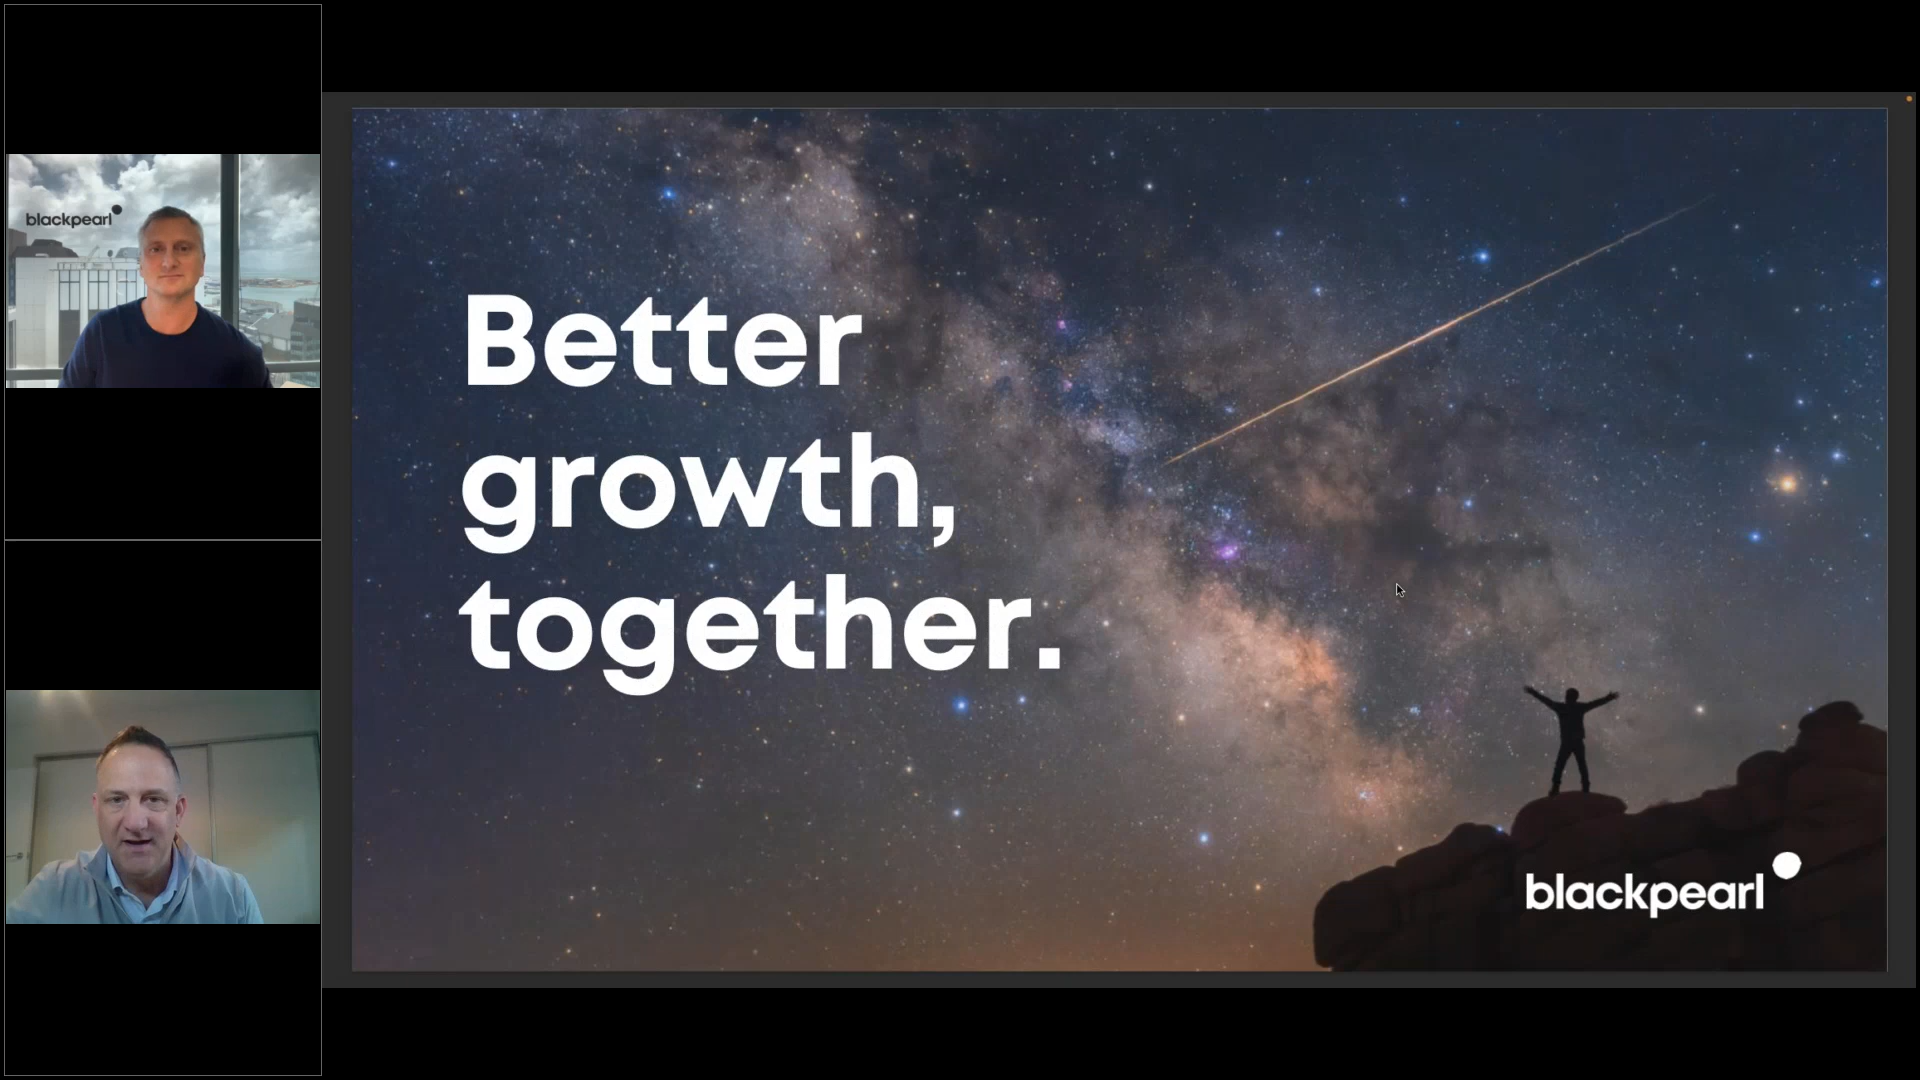 blackpearl
Better
growth,
together.
blackpearl